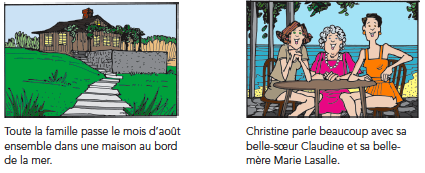 Toute la famille passe le mois d'août
ensemble dans une maison au bord
de la mer.
Christine parle beaucoup avec sa
belle-sœur Claudine et sa belle-
mère Marie Lasalle.